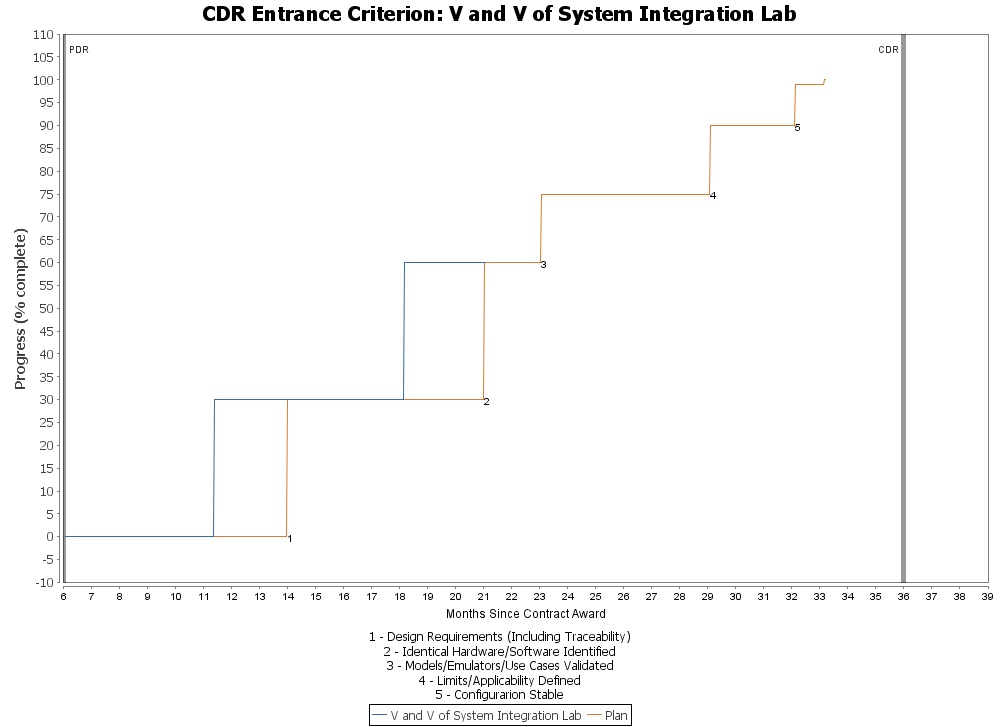 CDR Entrance Criterion: V and V of System Integration Lab
110
105
100
95
90
85
80
75
70
65
60
55
50
45
40
35
30
25
20
15
10
5
0
-5
-10
Progress (% complete)
PDR
CDR
1
2
3
4
5
6 7 8 9 10 11 12 13 14 15 16 17 18 19 20 21 22 23 24 25 26 27 28 29 30 31 32 33 34 35 36 37 38 39
Months Since Contract Award
1 - Design Requirements (Including Traceability)
2 - Identical Hardware/Software Identified
3 - Models/Emulators/Use Cases Validated
4 - Limits/Applicability Defined
5 - Configurarion Stable
V and V of System Integration Lab Plan